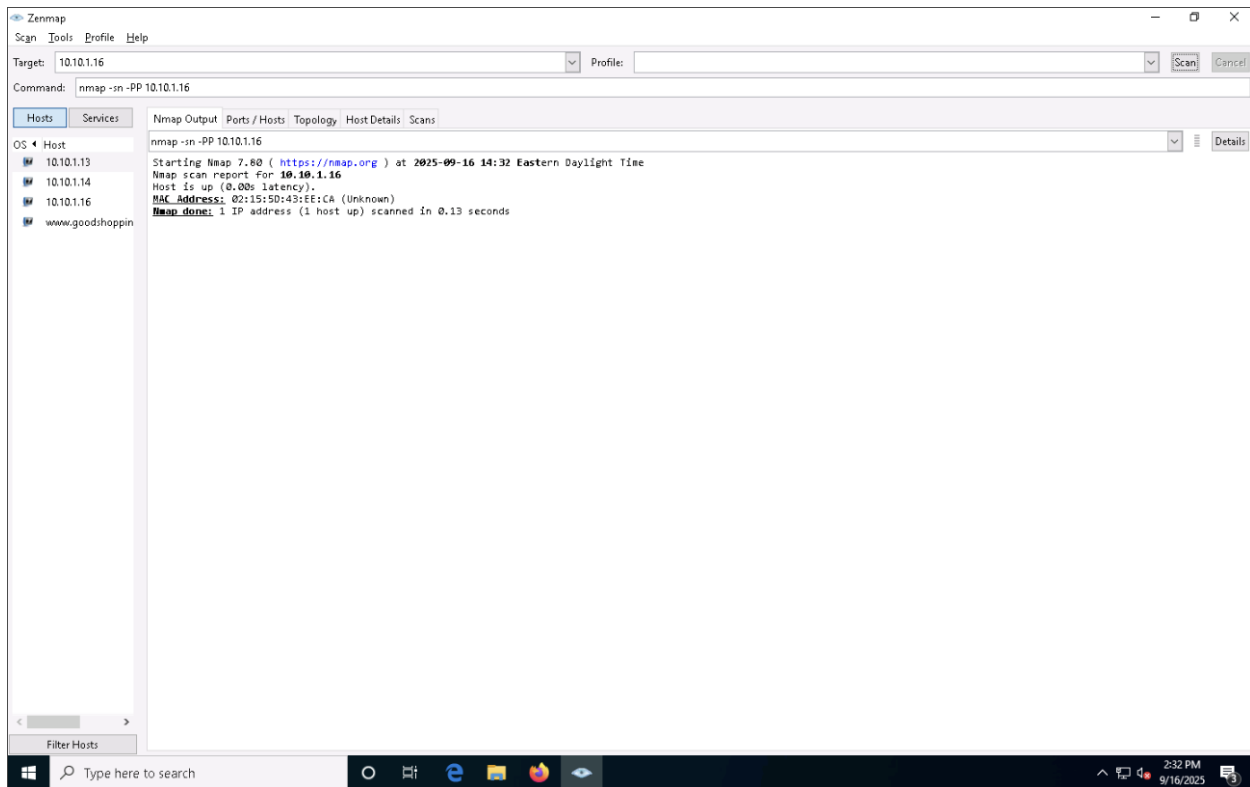 Zenmap
Scan Tools Profile Help
Target: 10.10.1.16 Profile: Scan Cancel
Command: nmap -sn -PP 10.10.1.16
Hosts Services Nmap Output Ports / Hosts Topology Host Details Scans
OS Host
nmap -sn -PP 10.10.1.16 Details
10.10.1.13
10.10.1.14
10.10.1.16
www.goodshoppin
Starting Nmap 7.80 ( https://nmap.org ) at 2025-09-16 14:32 Eastern Daylight Time
Nmap scan report for 10.10.1.16
Host is up (0.00s latency).
MAC Address: 02:15:5D:43:EE:CA (Unknown)
Nmap done: 1 IP address (1 host up) scanned in 0.13 seconds
Filter Hosts
Type here to search
2:32 PM
9/16/2025
3